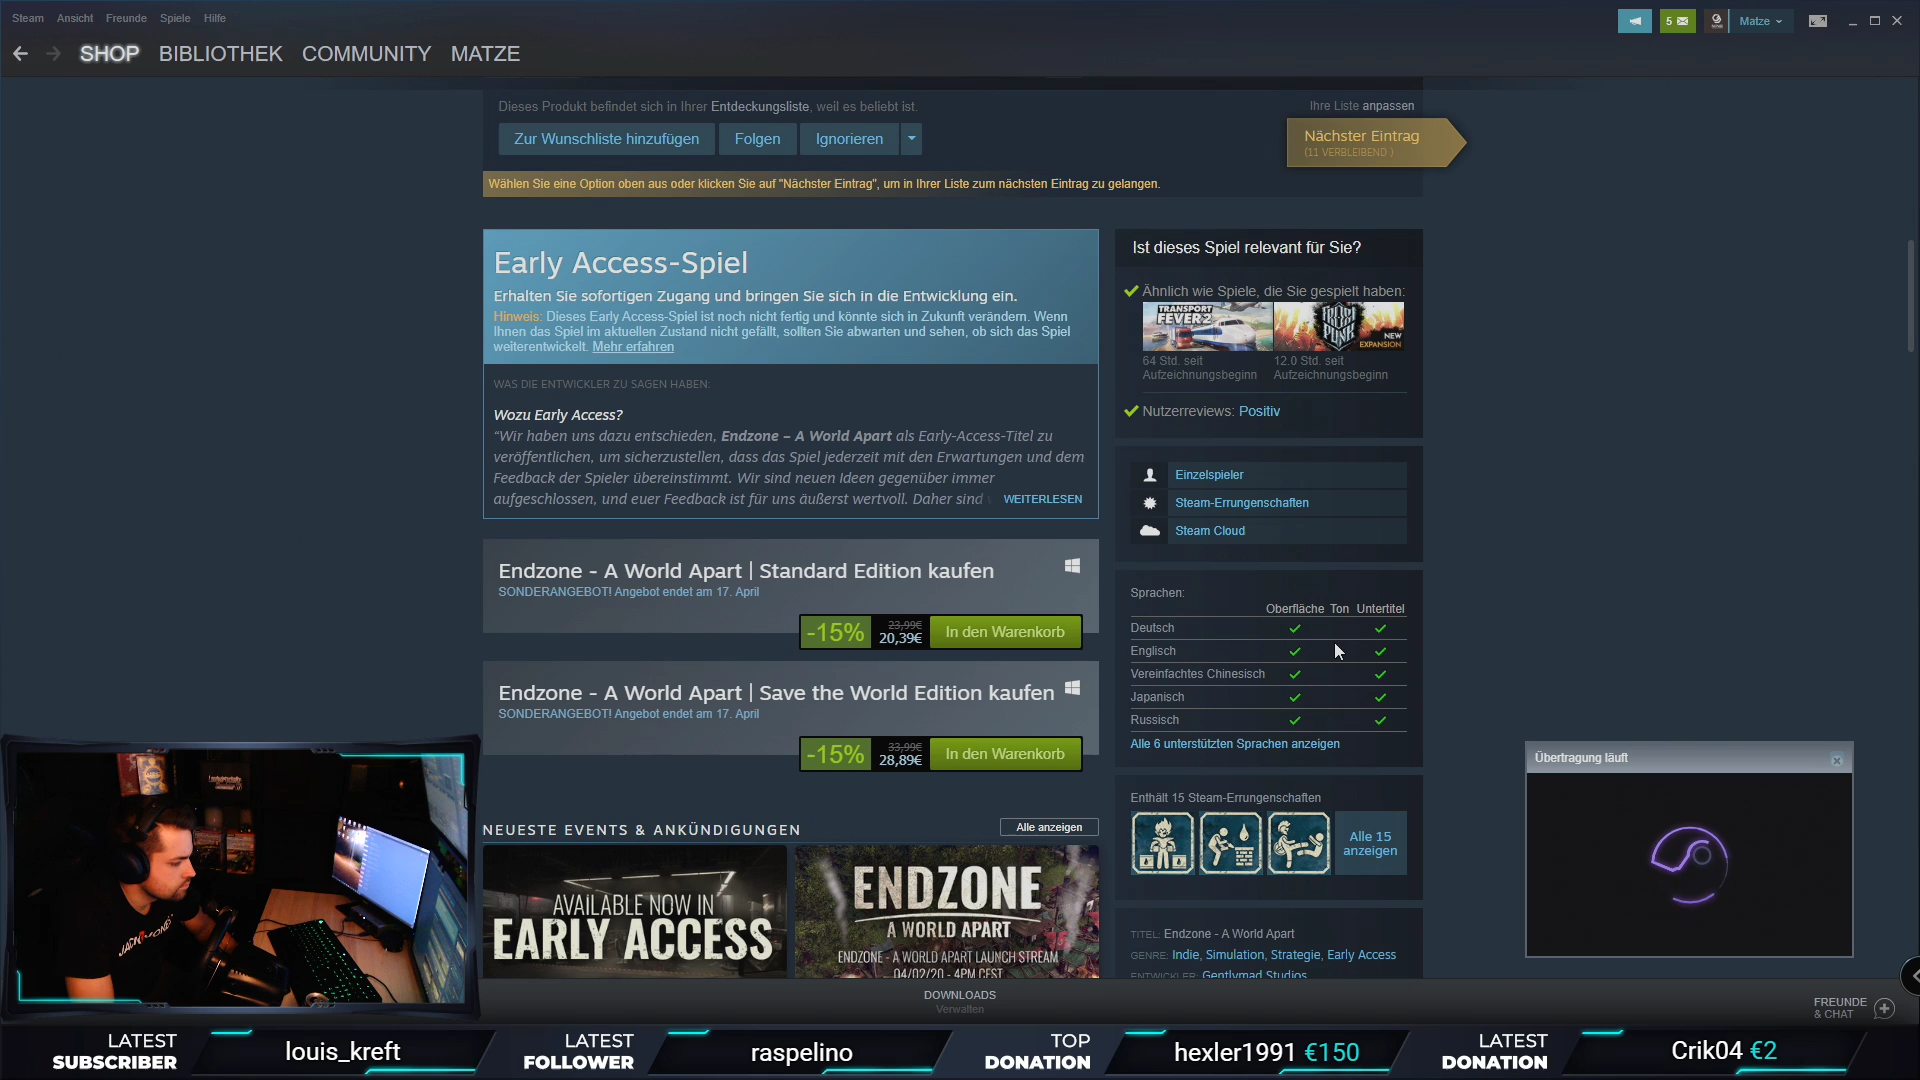 Steam Ansicht Freunde Spiele Hilfe
5
Matze
SHOP BIBLIOTHEK COMMUNITY MATZE
Dieses Produkt befindet sich in Ihrer Entdeckungsliste, weil es beliebt ist.
Ihre Liste anpassen
Zur Wunschliste hinzufügen
Folgen
Ignorieren
Nächster Eintrag
(11 VERBLEIBEND )
Wählen Sie eine Option oben aus oder klicken Sie auf "Nächster Eintrag", um in Ihrer Liste zum nächsten Eintrag zu gelangen.
Early Access-Spiel
Erhalten Sie sofortigen Zugang und bringen Sie sich in die Entwicklung ein.
Hinweis: Dieses Early Access-Spiel ist noch nicht fertig und könnte sich in Zukunft verändern. Wenn
Ihnen das Spiel im aktuellen Zustand nicht gefällt, sollten Sie abwarten und sehen, ob sich das Spiel
weiterentwickelt. Mehr erfahren
WAS DIE ENTWICKLER ZU SAGEN HABEN:
Wozu Early Access?
“Wir haben uns dazu entschieden, Endzone – A World Apart als Early-Access-Titel zu
veröffentlichen, um sicherzustellen, dass das Spiel jederzeit mit den Erwartungen und dem
Feedback der Spieler übereinstimmt. Wir sind neuen Ideen gegenüber immer
aufgeschlossen, und euer Feedback ist für uns äußerst wertvoll. Daher sind
WEITERLESEN
Endzone - A World Apart | Standard Edition kaufen
SONDERANGEBOT! Angebot endet am 17. April
-15%
23,99€
20,39€
In den Warenkorb
Endzone - A World Apart | Save the World Edition kaufen
SONDERANGEBOT! Angebot endet am 17. April
-15%
33,99€
28,89€
In den Warenkorb
NEUESTE EVENTS & ANKÜNDIGUNGEN
Alle anzeigen
AVAILABLE NOW IN
EARLY ACCESS
ENDZONE
A WORLD APART
ENDZONE - A WORLD APART LAUNCH STREAM
04/02/20 - 4PM CEST
Ist dieses Spiel relevant für Sie?
Ähnlich wie Spiele, die Sie gespielt haben:
TRANSPORT
FEVER 2
FROST
PUNK
NEW
EXPANSION
64 Std. seit
Aufzeichnungsbeginn
12.0 Std. seit
Aufzeichnungsbeginn
Nutzerreviews: Positiv
Einzelspieler
Steam-Errungenschaften
Steam Cloud
Sprachen:
Oberfläche Ton Untertitel
Deutsch
Englisch
Vereinfachtes Chinesisch
Japanisch
Russisch
Alle 6 unterstützten Sprachen anzeigen
Enthält 15 Steam-Errungenschaften
Alle 15
anzeigen
TITEL: Endzone - A World Apart
GENRE: Indie, Simulation, Strategie, Early Access
ENTWICKLER: Gentlymad Studios
Übertragung läuft
DOWNLOADS
Verwalten
FREUNDE
& CHAT
LATEST
SUBSCRIBER
louis_kreft
LATEST
FOLLOWER
raspelino
TOP
DONATION
hexler1991 €150
LATEST
DONATION
Crik04 €2